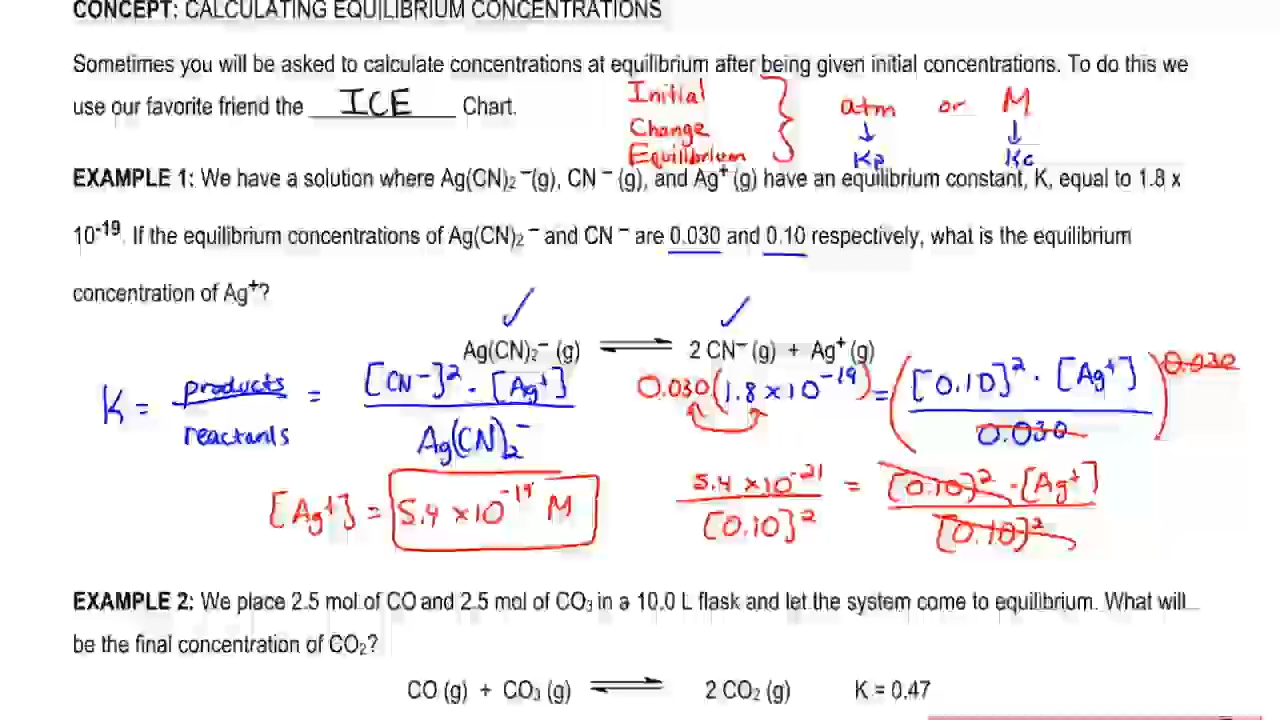 CONCEPT: CALCULATING EQUILIBRIUM CONCENTRATIONS
Sometimes you will be asked to calculate concentrations at equilibrium after being given initial concentrations. To do this we
use our favorite friend the ICE Chart.
Initial
Change
Equilibrium
atm or M
Kp Kc
EXAMPLE 1: We have a solution where Ag(CN)₂⁻(g), CN⁻ (g), and Ag⁺ (g) have an equilibrium constant, K, equal to 1.8 x
10⁻¹⁹. If the equilibrium concentrations of Ag(CN)₂⁻ and CN⁻ are 0.030 and 0.10 respectively, what is the equilibrium
concentration of Ag⁺?
✓ ✓
Ag(CN)₂⁻ (g) ⇌ 2 CN⁻ (g) + Ag⁺ (g)
K = products / reactants = [CN⁻]² · [Ag⁺] / Ag(CN)₂⁻
0.030 (1.8 x 10⁻¹⁹) = ([0.10]² · [Ag⁺] / 0.030) 0.030
5.4 x 10⁻²¹ / [0.10]² = [0.10]² · [Ag⁺] / [0.10]²
[Ag⁺] = 5.4 x 10⁻¹⁹ M
EXAMPLE 2: We place 2.5 mol of CO and 2.5 mol of CO₃ in a 10.0 L flask and let the system come to equilibrium. What will
be the final concentration of CO₂?
CO (g) + CO₃ (g) ⇌ 2 CO₂ (g) K = 0.47